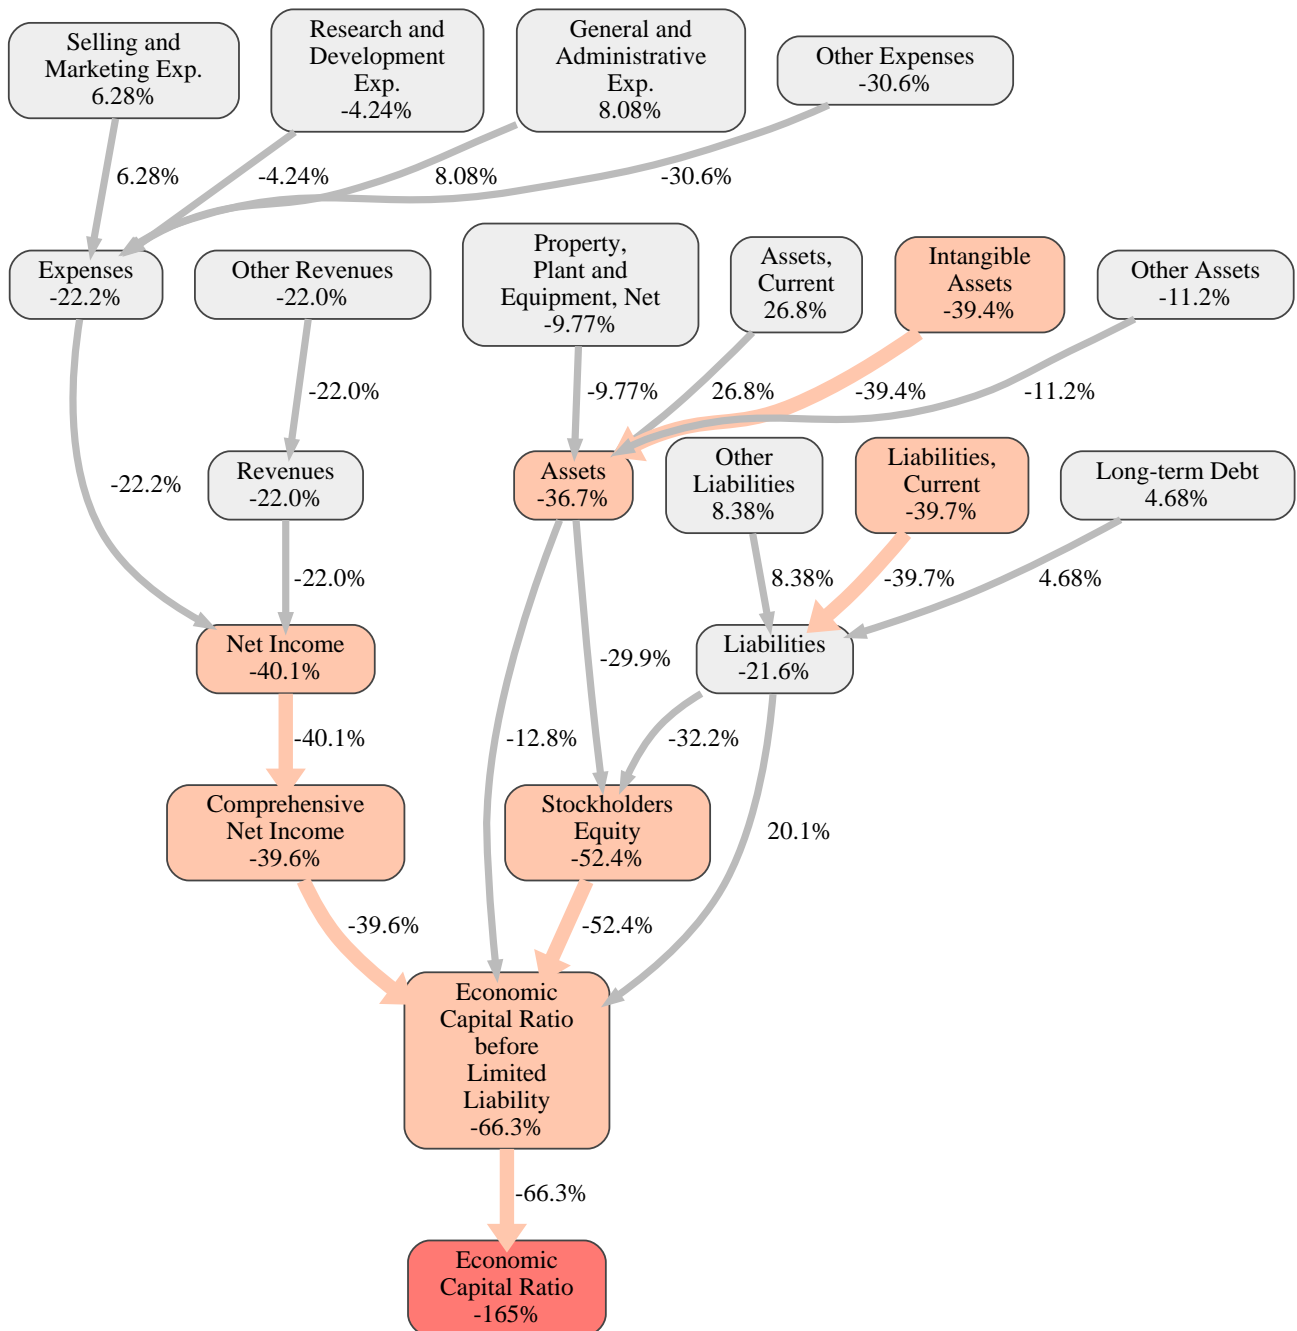 Selling and
Marketing Exp.
6.28%
Research and
Development
Exp.
-4.24%
General and
Administrative
Exp.
8.08%
Other Expenses
-30.6%
6.28%
-4.24%
8.08%
-30.6%
Expenses
-22.2%
Other Revenues
-22.0%
Property,
Plant and
Equipment, Net
-9.77%
Assets,
Current
26.8%
Intangible
Assets
-39.4%
Other Assets
-11.2%
-22.0%
-9.77%
26.8%
-39.4%
-11.2%
-22.2%
Revenues
-22.0%
Assets
-36.7%
Other
Liabilities
8.38%
Liabilities,
Current
-39.7%
Long-term Debt
4.68%
-22.0%
8.38%
-39.7%
4.68%
Net Income
-40.1%
-29.9%
Liabilities
-21.6%
-40.1%
-12.8%
-32.2%
Comprehensive
Net Income
-39.6%
Stockholders
Equity
-52.4%
20.1%
-39.6%
-52.4%
Economic
Capital Ratio
before
Limited
Liability
-66.3%
-66.3%
Economic
Capital Ratio
-165%